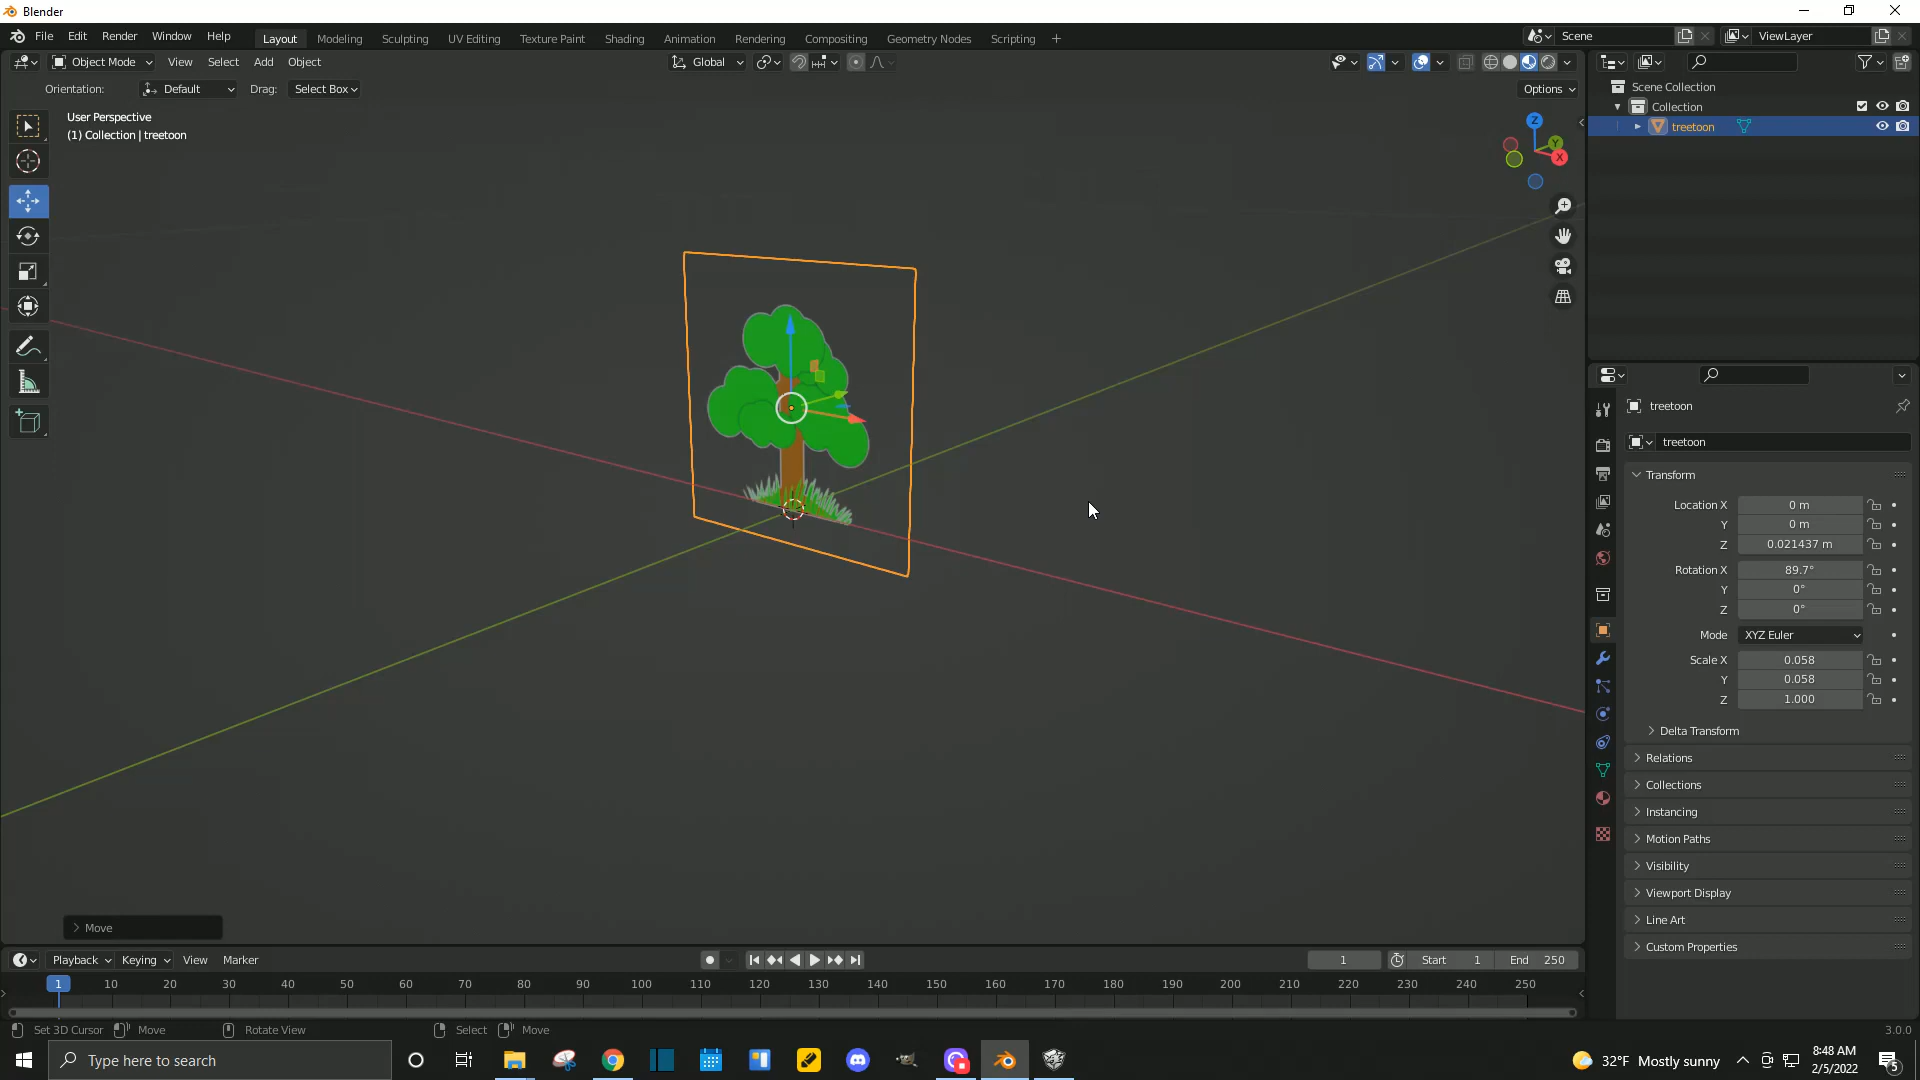 Blender
File Edit Render Window Help
Layout Modeling Sculpting UV Editing Texture Paint Shading Animation Rendering Compositing Geometry Nodes Scripting +
Scene
ViewLayer
Object Mode View Select Add Object
Global
Orientation: Default Drag: Select Box
Options
User Perspective
(1) Collection | treetoon
Z
Y
X
Scene Collection
Collection
treetoon
treetoon
treetoon
Transform
Location X 0 m
Y 0 m
Z 0.021437 m
Rotation X 89.7°
Y 0°
Z 0°
Mode XYZ Euler
Scale X 0.058
Y 0.058
Z 1.000
Delta Transform
Relations
Collections
Instancing
Motion Paths
Visibility
Viewport Display
Line Art
Custom Properties
Move
Playback Keying View Marker
1 Start 1 End 250
1 10 20 30 40 50 60 70 80 90 100 110 120 130 140 150 160 170 180 190 200 210 220 230 240 250
Set 3D Cursor Move Rotate View Select Move
3.0.0
Type here to search
32°F Mostly sunny
8:48 AM
2/5/2022
5